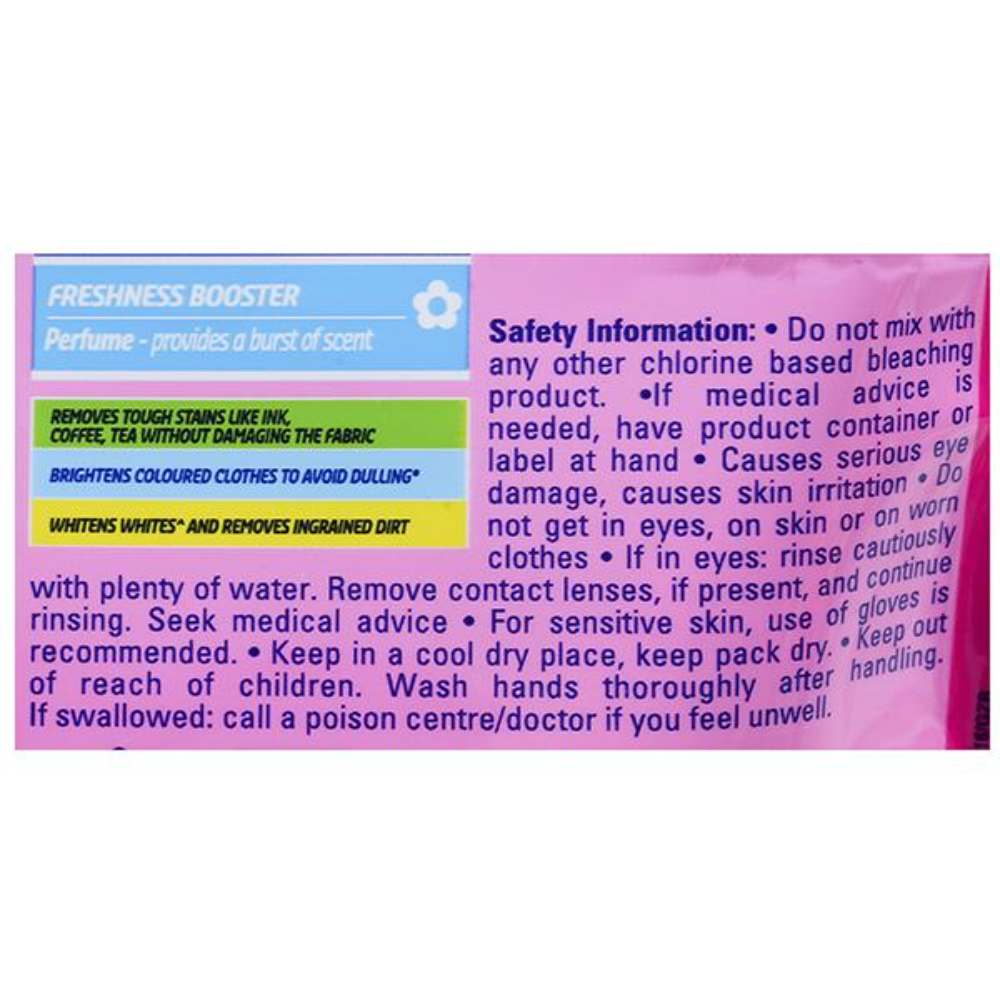 FRESHNESS BOOSTER
Perfume - provides a burst of scent
REMOVES TOUGH STAINS LIKE INK,
COFFEE, TEA WITHOUT DAMAGING THE FABRIC
BRIGHTENS COLOURED CLOTHES TO AVOID DULLING*
WHITENS WHITES^ AND REMOVES INGRAINED DIRT
Safety Information: • Do not mix with
any other chlorine based bleaching
product. •If medical advice is
needed, have product container or
label at hand • Causes serious eye
damage, causes skin irritation • Do
not get in eyes, on skin or on worn
clothes • If in eyes: rinse cautiously
with plenty of water. Remove contact lenses, if present, and continue
rinsing. Seek medical advice • For sensitive skin, use of gloves is
recommended. • Keep in a cool dry place, keep pack dry. • Keep out
of reach of children. Wash hands thoroughly after handling.
If swallowed: call a poison centre/doctor if you feel unwell.